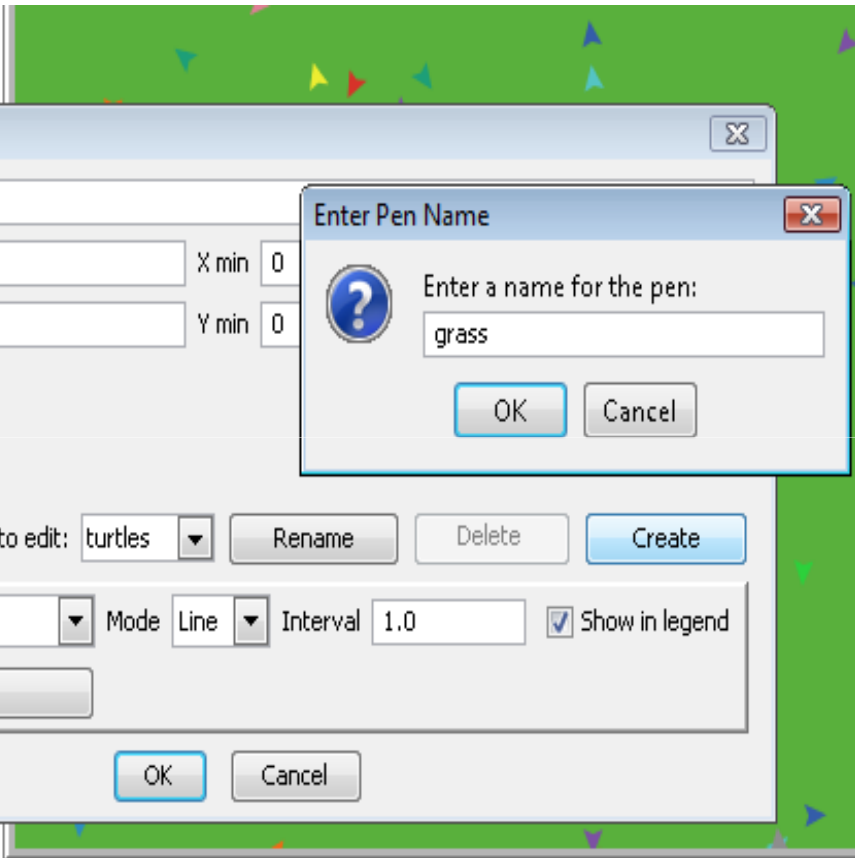 Enter Pen Name
Enter a name for the pen:
grass
OK Cancel
X min 0
Y min 0
to edit: turtles Rename Delete Create
Mode Line Interval 1.0 Show in legend
OK Cancel